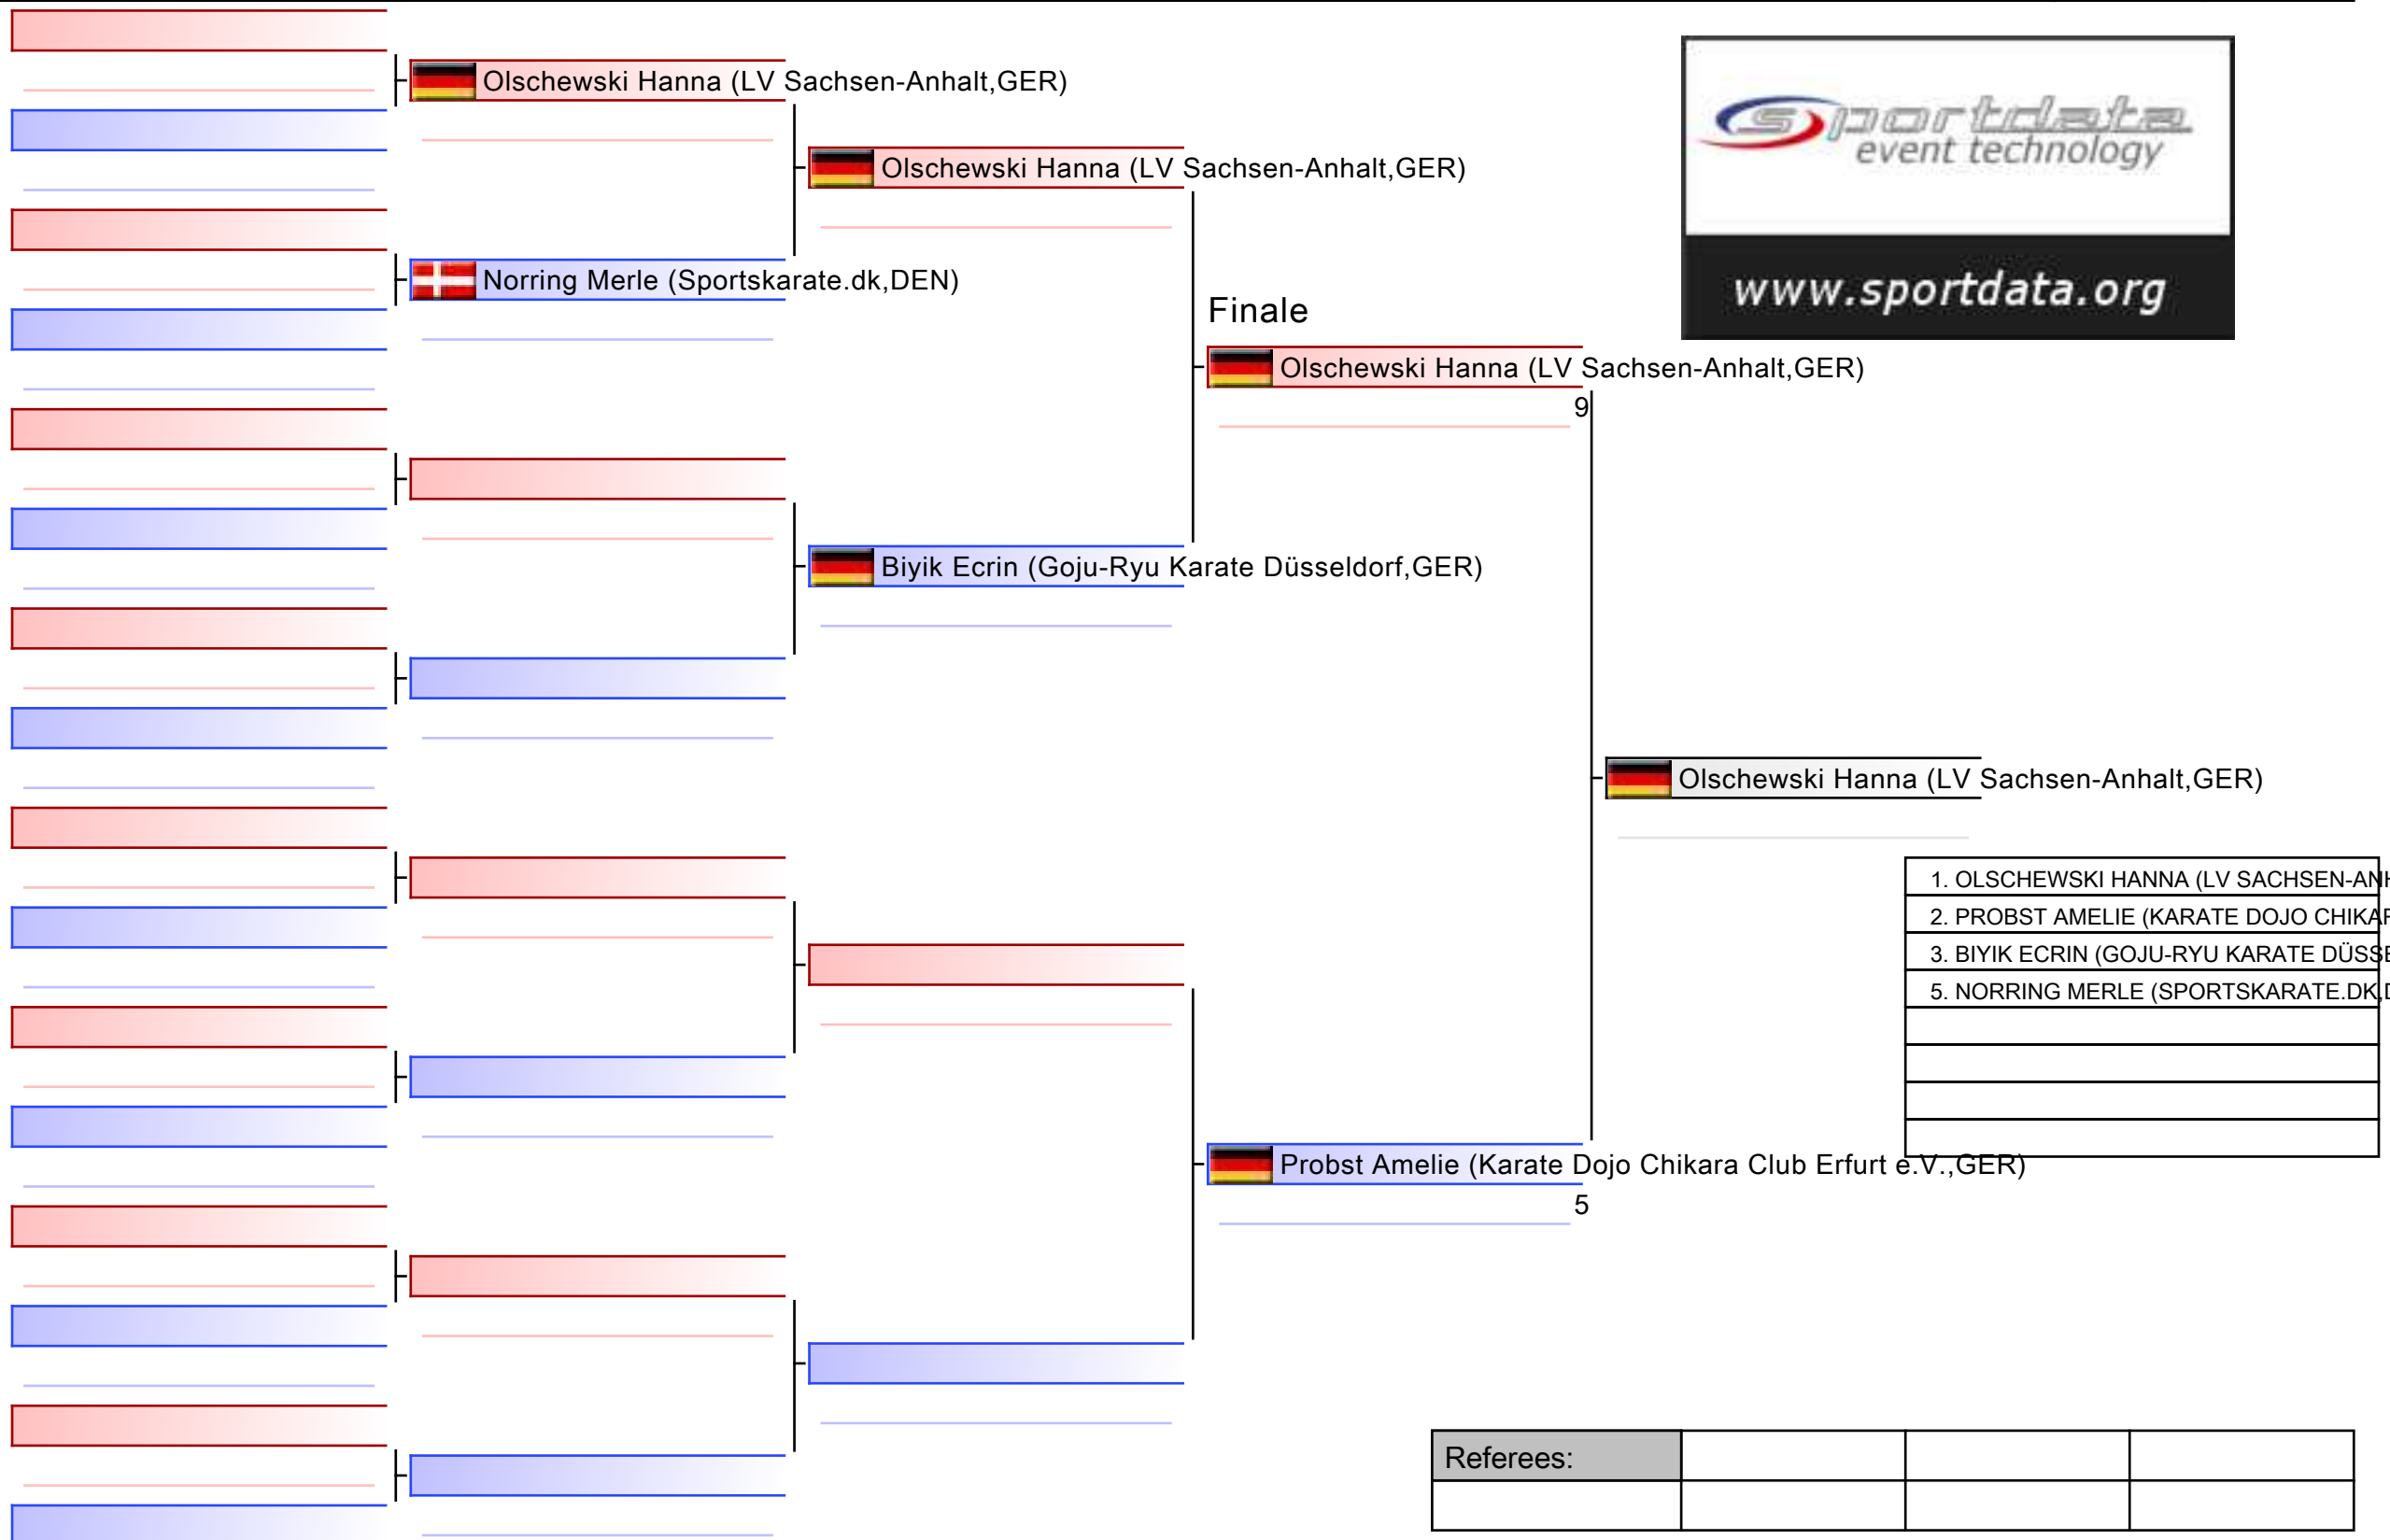 Olschewski Hanna (LV Sachsen-Anhalt,GER)
Olschewski Hanna (LV Sachsen-Anhalt,GER)
Norring Merle (Sportskarate.dk,DEN)
Finale
Olschewski Hanna (LV Sachsen-Anhalt,GER)
9
Biyik Ecrin (Goju-Ryu Karate Düsseldorf,GER)
Olschewski Hanna (LV Sachsen-Anhalt,GER)
Probst Amelie (Karate Dojo Chikara Club Erfurt e.V.,GER)
5
sportdata
event technology
www.sportdata.org
1. OLSCHEWSKI HANNA (LV SACHSEN-ANH
2. PROBST AMELIE (KARATE DOJO CHIKAR
3. BIYIK ECRIN (GOJU-RYU KARATE DÜSSE
5. NORRING MERLE (SPORTSKARATE.DK,D
Referees: